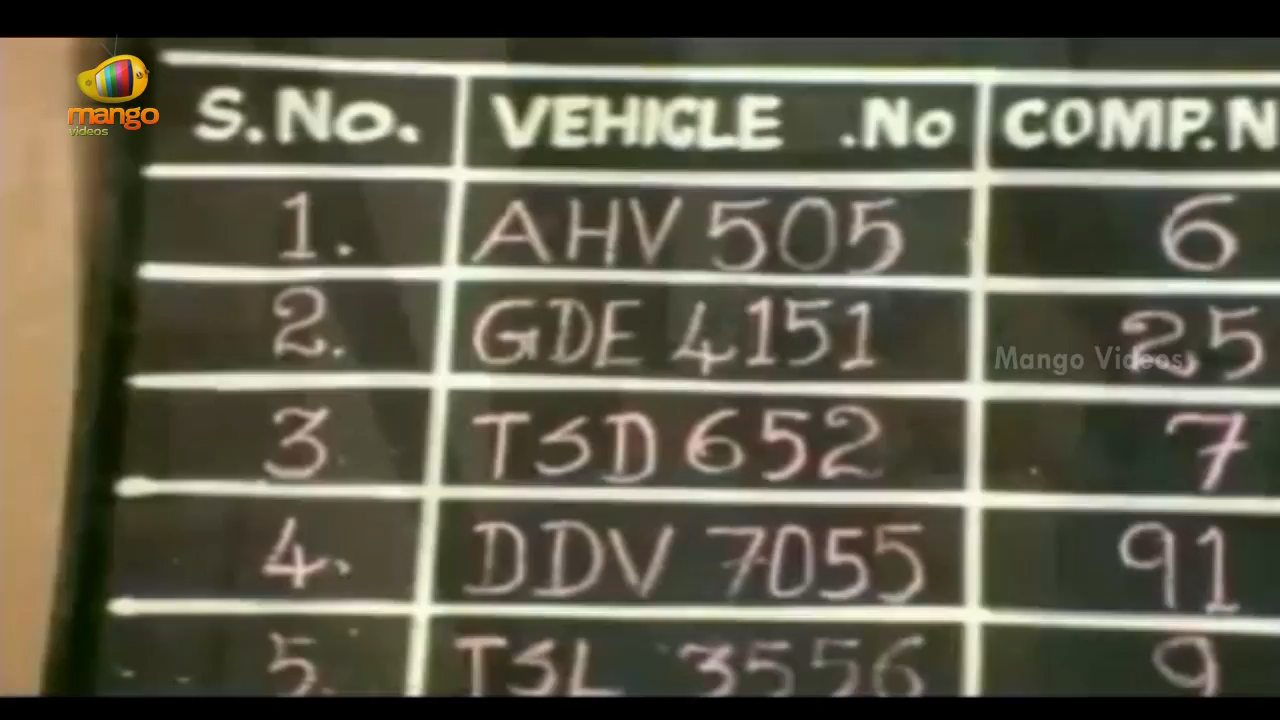 mango
videos
S.No. VEHICLE .No COMP.N
1. AHV 505 6
2. GDE 4151 25
Mango Videos
3 TSD 652 7
4. DDV 7055 91
5. TSL 3556 9